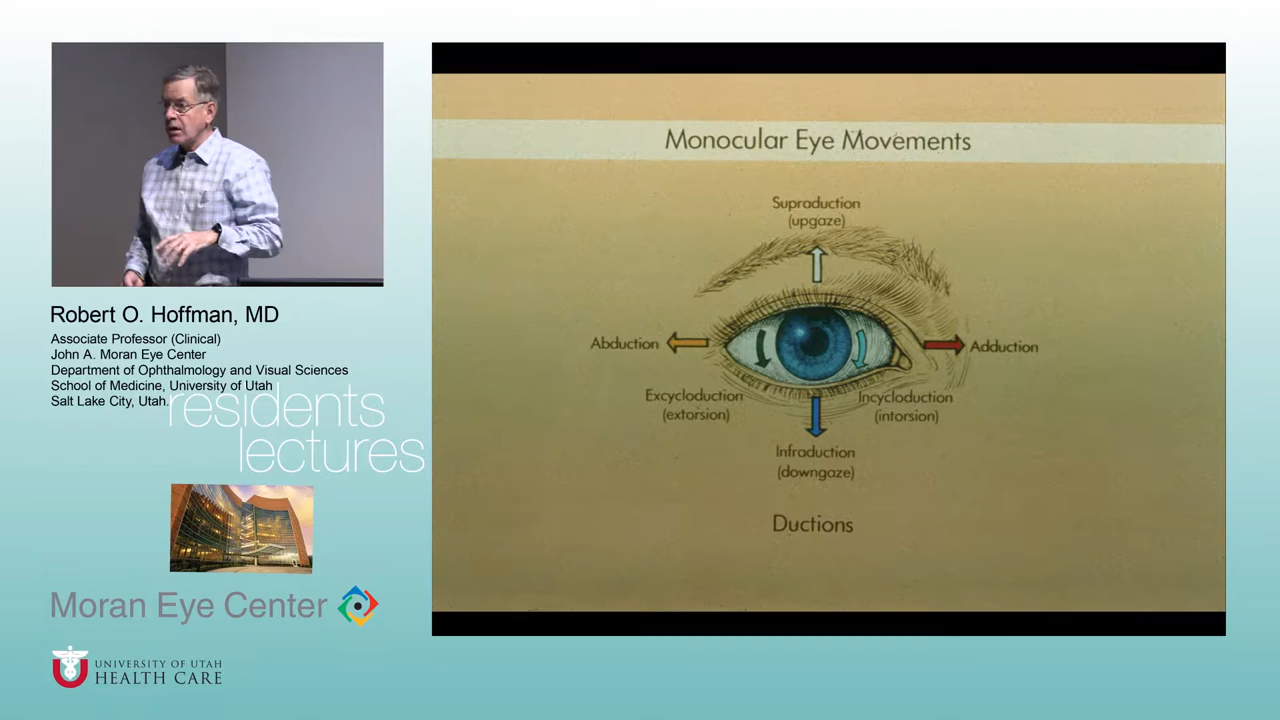 Robert O. Hoffman, MD
Associate Professor (Clinical)
John A. Moran Eye Center
Department of Ophthalmology and Visual Sciences
School of Medicine, University of Utah
Salt Lake City, Utah.
residents
lectures
Moran Eye Center
UNIVERSITY OF UTAH
HEALTH CARE
Monocular Eye Movements
Supraduction
(upgaze)
Abduction
Adduction
Excycloduction
(extorsion)
Incycloduction
(intorsion)
Infraduction
(downgaze)
Ductions